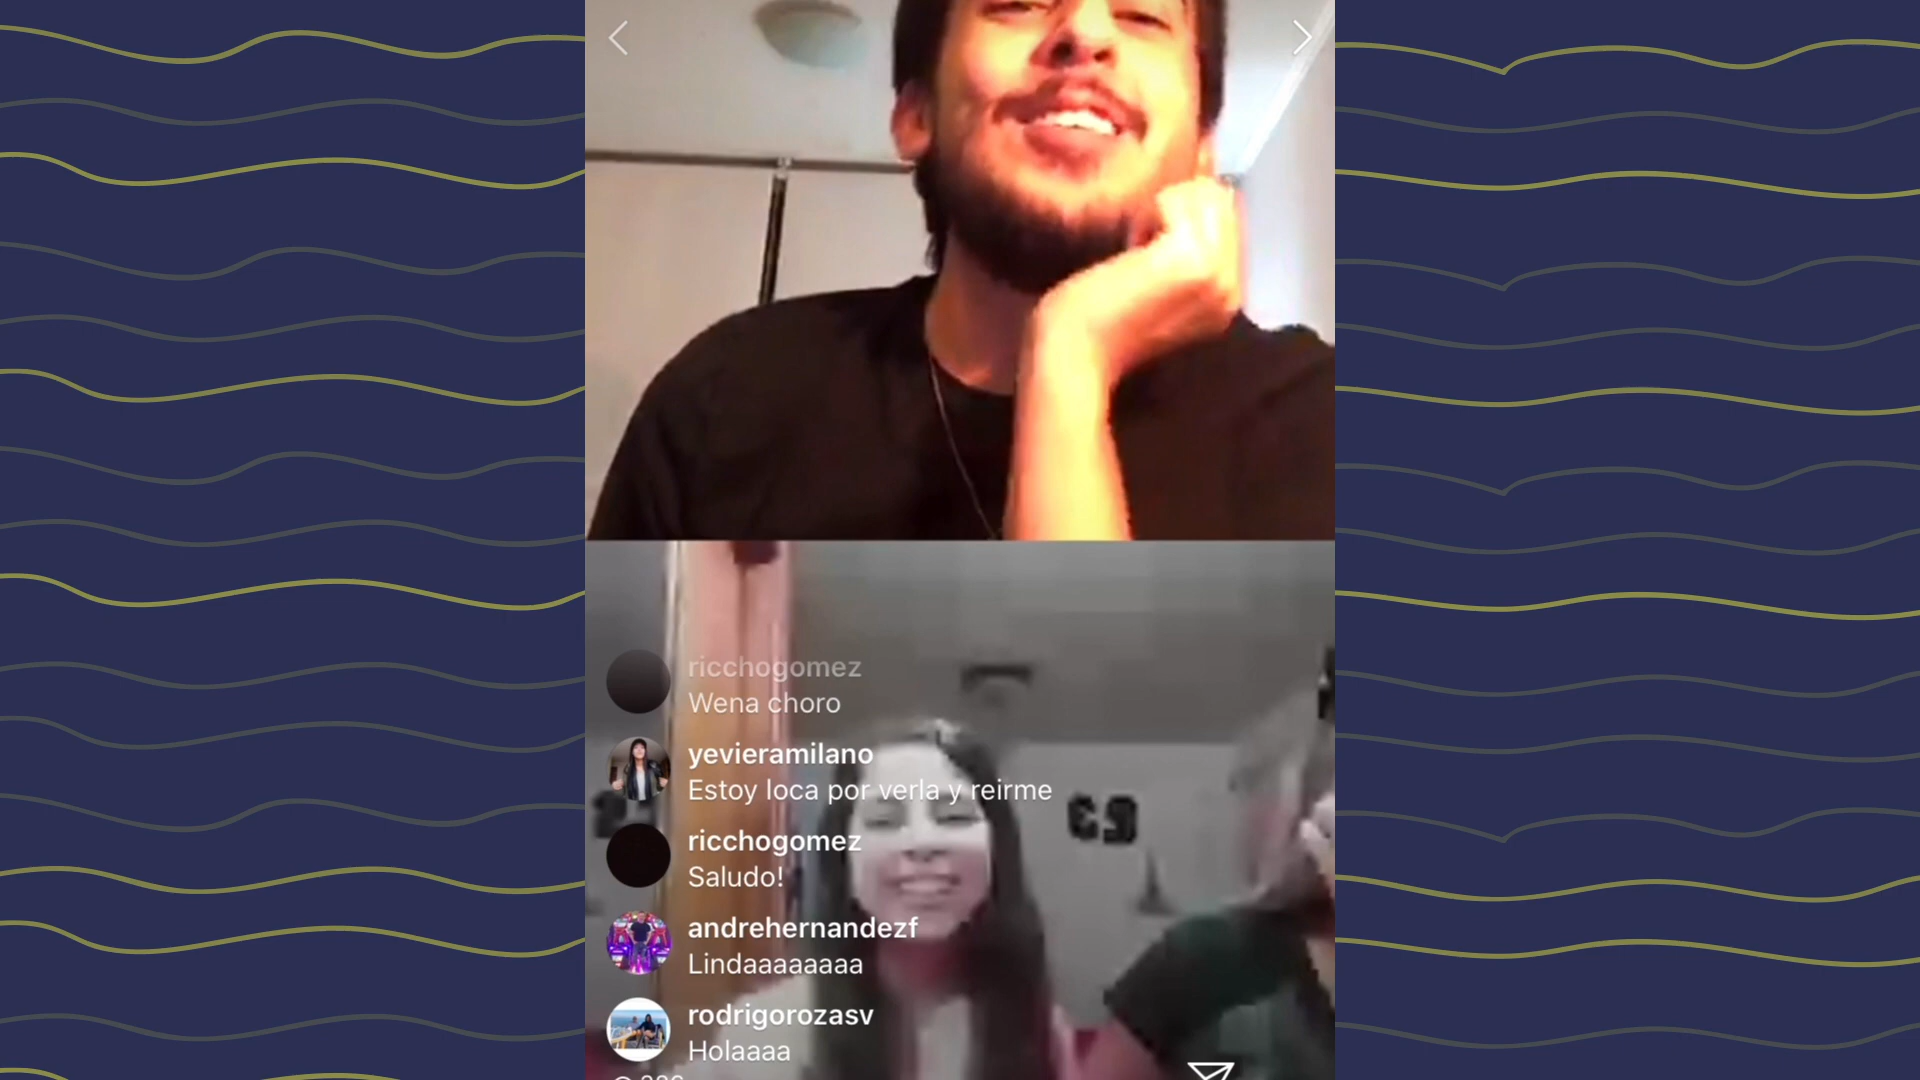 ricchogomez
Wena choro
yevieramilano
Estoy loca por verla y reirme
ricchogomez
Saludo!
andrehernandezf
Lindaaaaaaaa
rodrigorozasv
Holaaaa